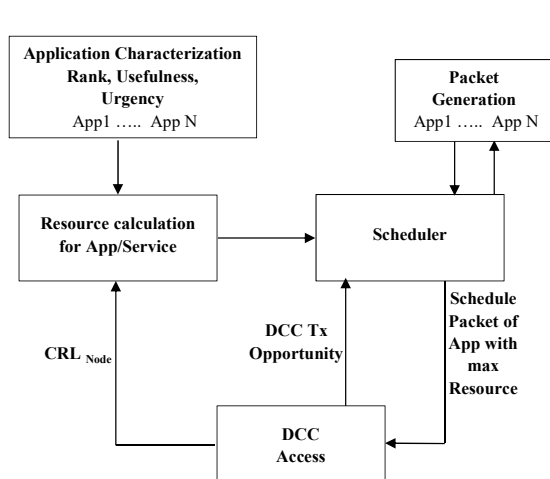 Application Characterization
Rank, Usefulness,
Urgency
App1 ..... App N
Packet
Generation
App1 ..... App N
Resource calculation
for App/Service
Scheduler
CRL Node
DCC Tx
Opportunity
Schedule
Packet of
App with
max
Resource
DCC
Access